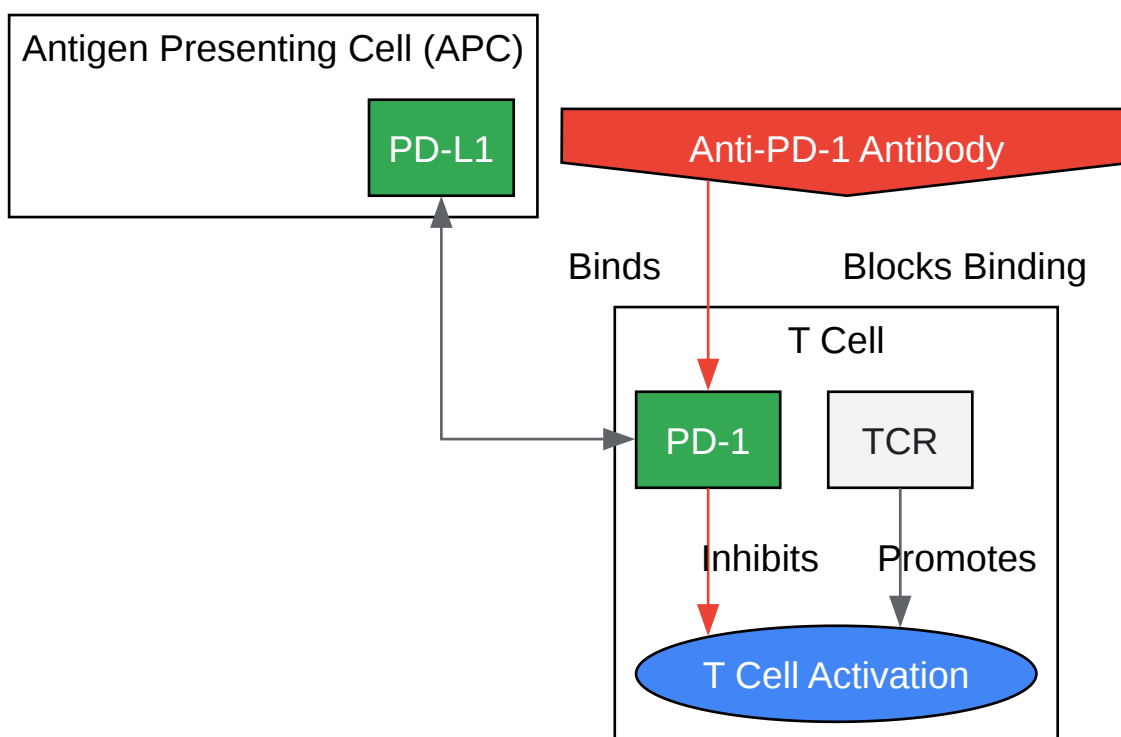 Antigen Presenting Cell (APC)
PD-L1
Anti-PD-1 Antibody
Binds
Blocks Binding
T Cell
PD-1
TCR
Inhibits
Promotes
T Cell Activation